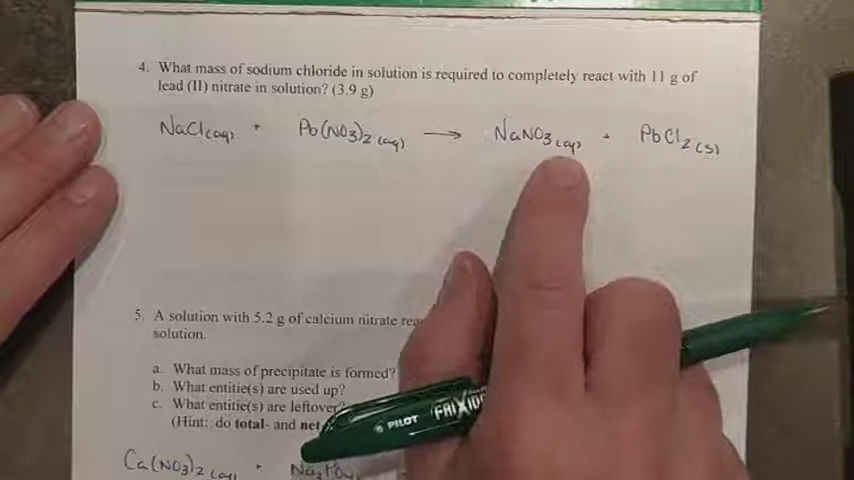 4. What mass of sodium chloride in solution is required to completely react with 11 g of
lead (II) nitrate in solution? (3.9 g)
NaCl(aq) + Pb(NO3)2 (aq) → NaNO3 (aq) + PbCl2 (s)
5. A solution with 5.2 g of calcium nitrate
solution.
a. What mass of precipitate is formed?
b. What entitie(s) are used up?
c. What entitie(s) are leftover?
(Hint: do total- and net
PILOT FRIXION
Ca(NO3)2 (aq) +